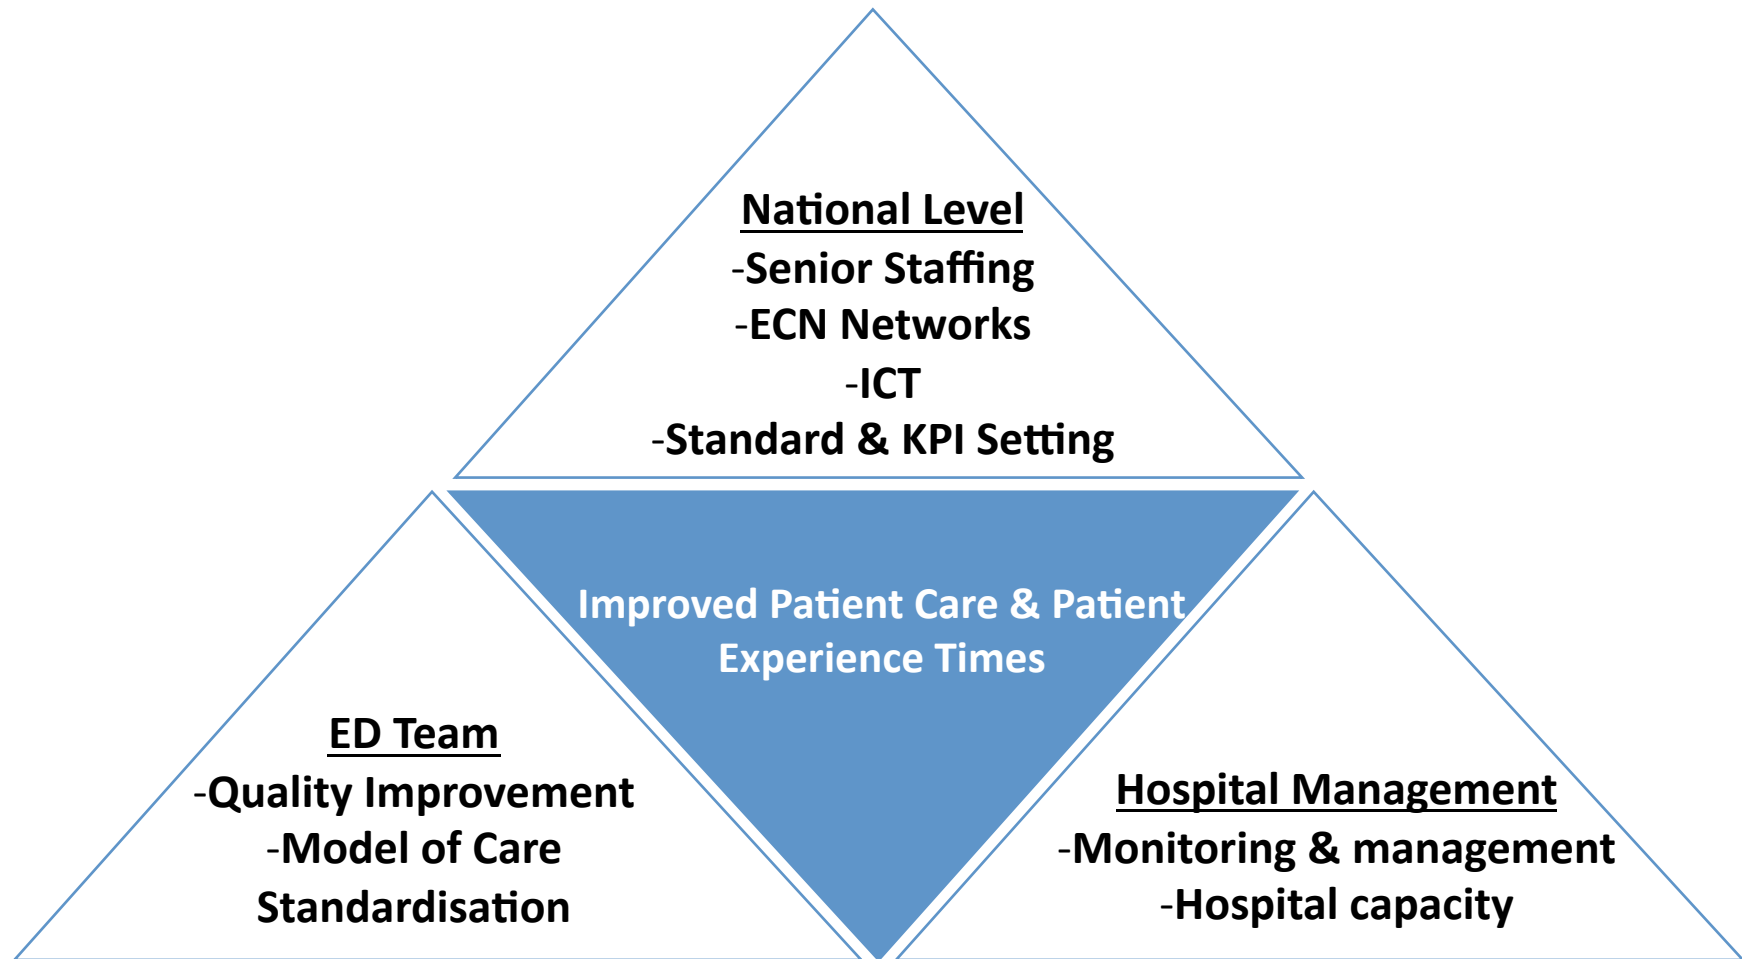 National Level
-Senior Staffing
-ECN Networks
-ICT
-Standard & KPI Setting
Improved Patient Care & Patient
Experience Times
ED Team
-Quality Improvement
-Model of Care
Standardisation
Hospital Management
-Monitoring & management
-Hospital capacity